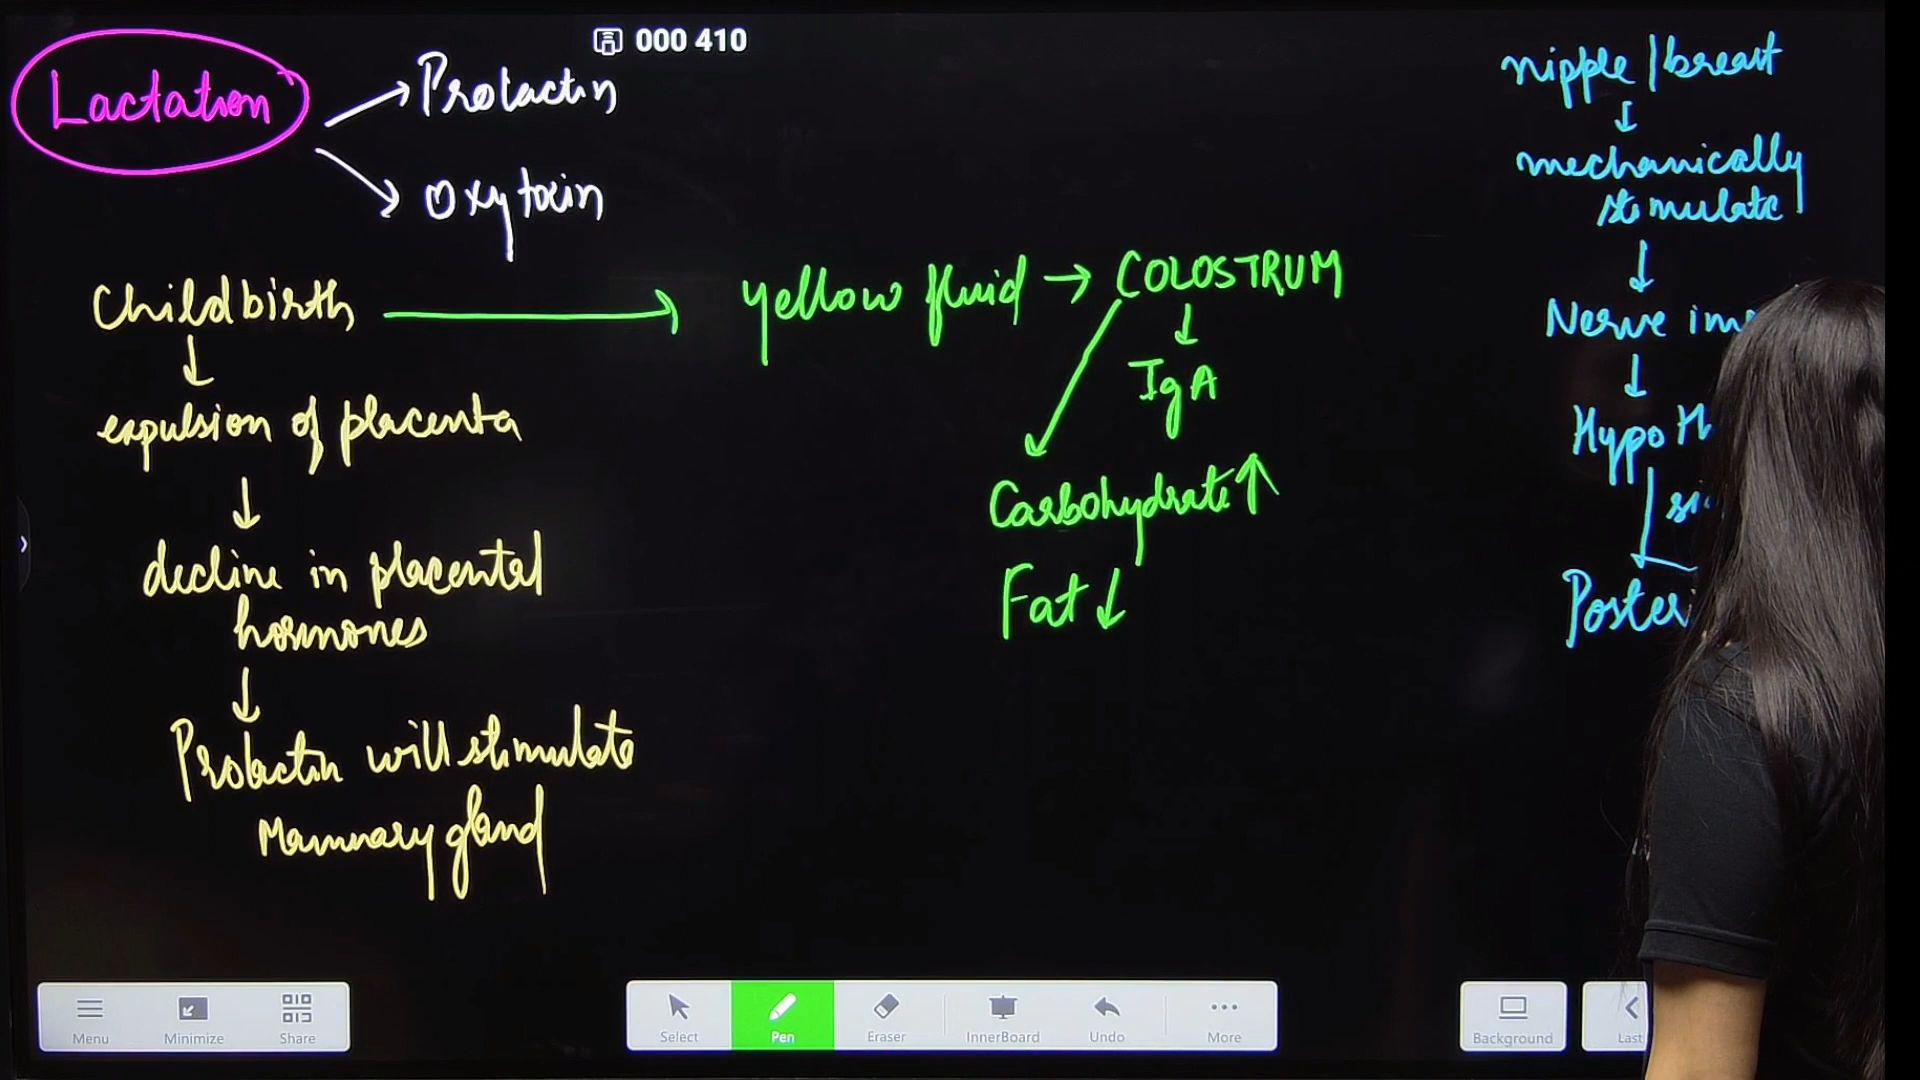 000 410
Lactation
→ Prolactin
→ Oxytocin
Childbirth → yellow fluid → COLOSTRUM
↓
expulsion of placenta
↓
decline in placental
hormones
↓
Prolactin will stimulate
Mammary gland
↓
IgA
Carbohydrate ↑
Fat ↓
nipple / breast
↓
mechanically
stimulate
↓
Nerve
↓
Menu
Minimize
Share
Select
Pen
Eraser
InnerBoard
Undo
More
Background
Last